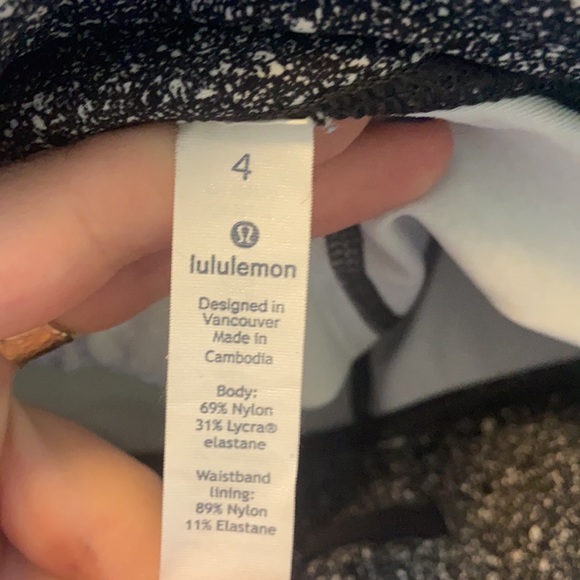 4
lululemon
Designed in
Vancouver
Made in
Cambodia
Body:
69% Nylon
31% Lycra®
elastane
Waistband
lining:
89% Nylon
11% Elastane